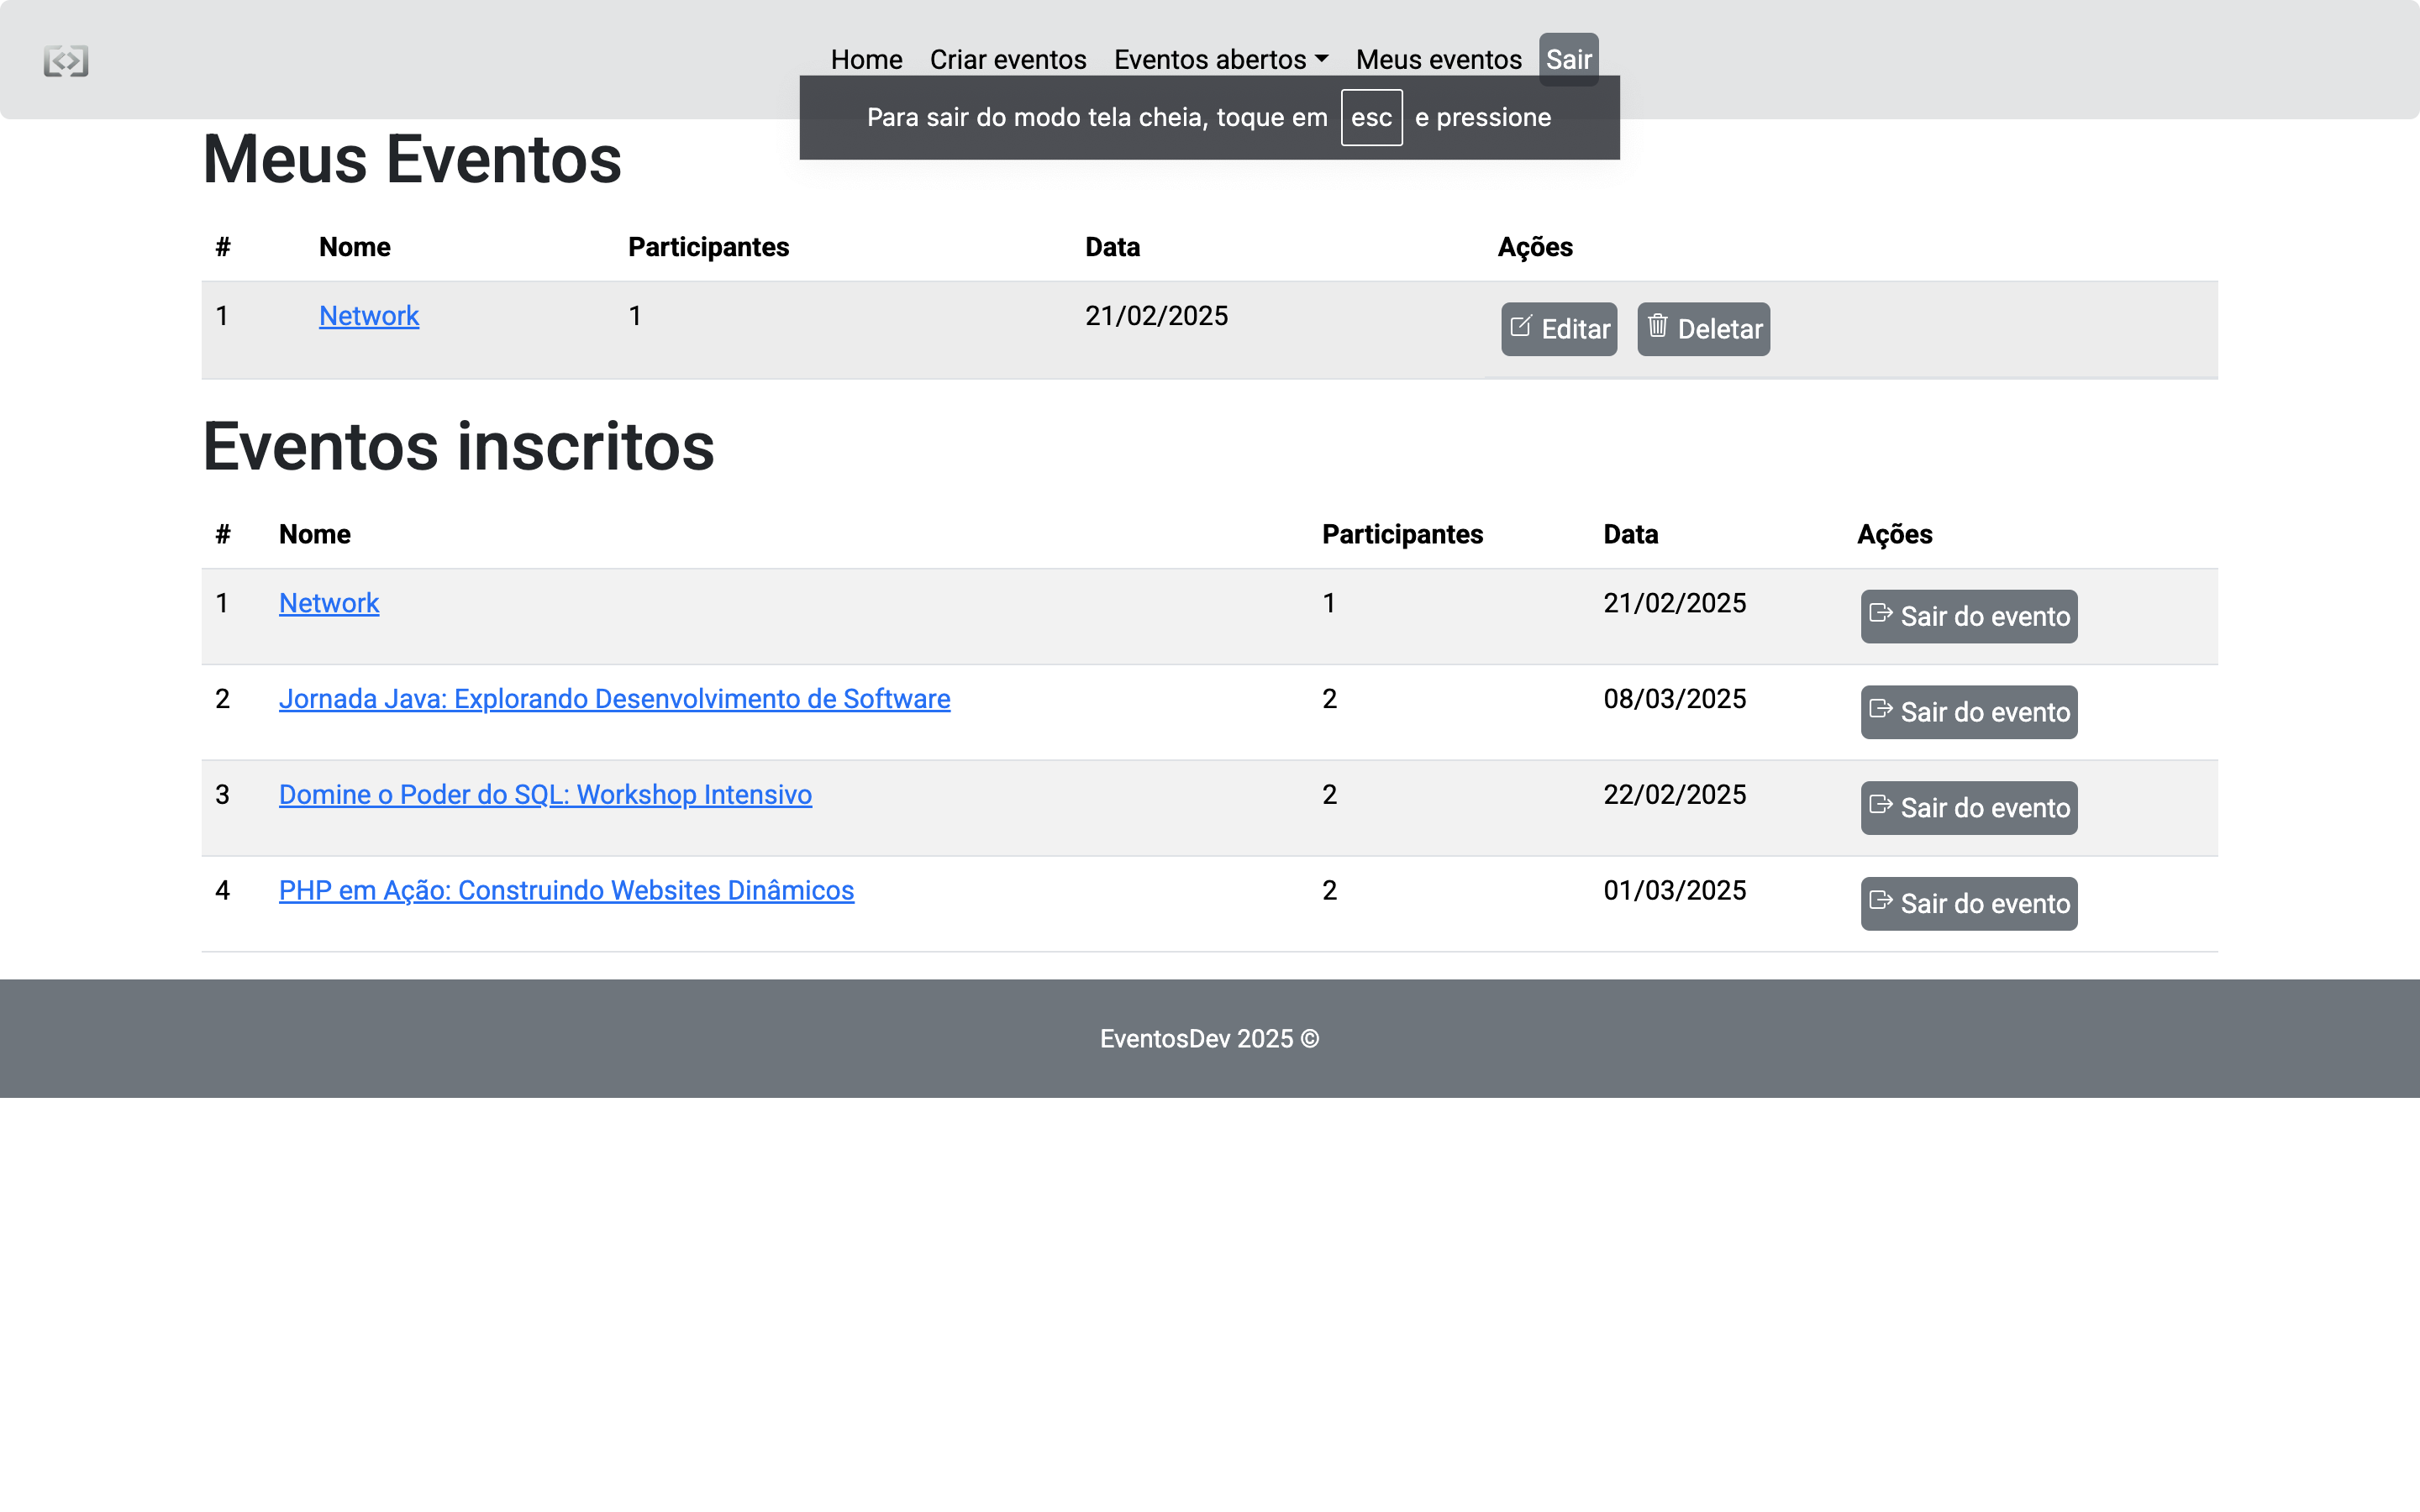 Home Criar eventos Eventos abertos Meus eventos Sair
Para sair do modo tela cheia, toque em esc e pressione
Meus Eventos
# Nome Participantes Data Ações
1 Network 1 21/02/2025 Editar Deletar
Eventos inscritos
# Nome Participantes Data Ações
1 Network 1 21/02/2025 Sair do evento
2 Jornada Java: Explorando Desenvolvimento de Software 2 08/03/2025 Sair do evento
3 Domine o Poder do SQL: Workshop Intensivo 2 22/02/2025 Sair do evento
4 PHP em Ação: Construindo Websites Dinâmicos 2 01/03/2025 Sair do evento
EventosDev 2025 ©